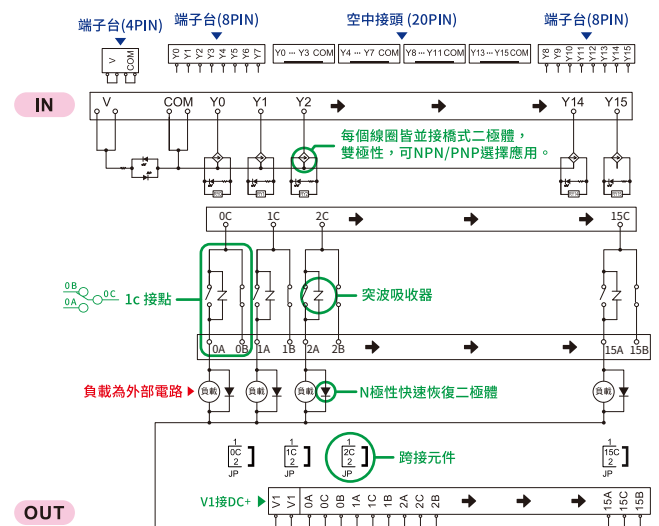 端子台(4PIN)
端子台(8PIN)
空中接頭 (20PIN)
端子台(8PIN)
V COM
Y0 Y1 Y2 Y3 Y4 Y5 Y6 Y7
Y0 ··· Y3 COM
Y4 ··· Y7 COM
Y8 ··· Y11 COM
Y13 ··· Y15 COM
Y8 Y9 Y10 Y11 Y12 Y13 Y14 Y15
IN
V COM Y0 Y1 Y2 Y14 Y15
每個線圈皆並接橋式二極體，
雙極性，可NPN/PNP選擇應用。
0C 1C 2C 15C
0B
0A
0C
1c 接點
突波吸收器
0A 0B 1A 1B 2A 2B 15A 15B
負載為外部電路
負載 負載 負載 負載
N極性快速恢復二極體
1 1 1 1
0C 1C 2C 15C
2 2 2 2
JP JP JP JP
跨接元件
V1接DC+
V1 V1 0A 0C 0B 1A 1C 1B 2A 2C 2B 15A 15C 15B
OUT